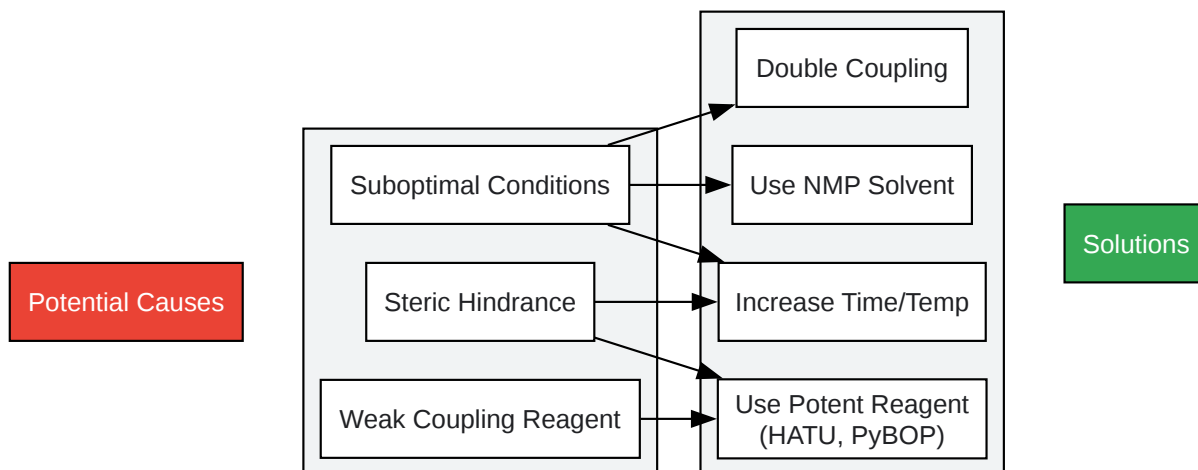 Potential Causes
Suboptimal Conditions
Steric Hindrance
Weak Coupling Reagent
Double Coupling
Use NMP Solvent
Increase Time/Temp
Use Potent Reagent
(HATU, PyBOP)
Solutions